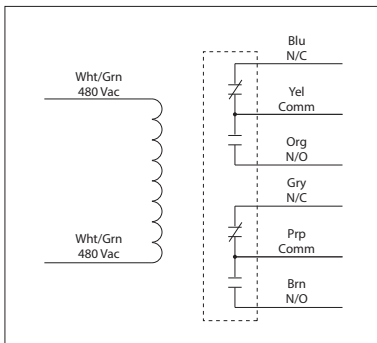 Wht/Grn
480 Vac
Wht/Grn
480 Vac
Blu
N/C
Yel
Comm
Org
N/O
Gry
N/C
Prp
Comm
Brn
N/O